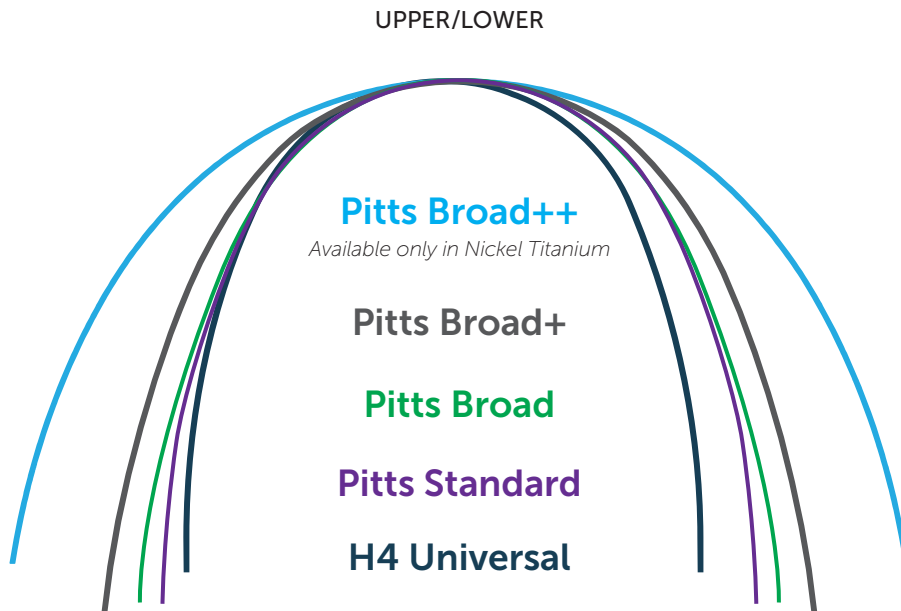 UPPER/LOWER
Pitts Broad++
Available only in Nickel Titanium
Pitts Broad+
Pitts Broad
Pitts Standard
H4 Universal